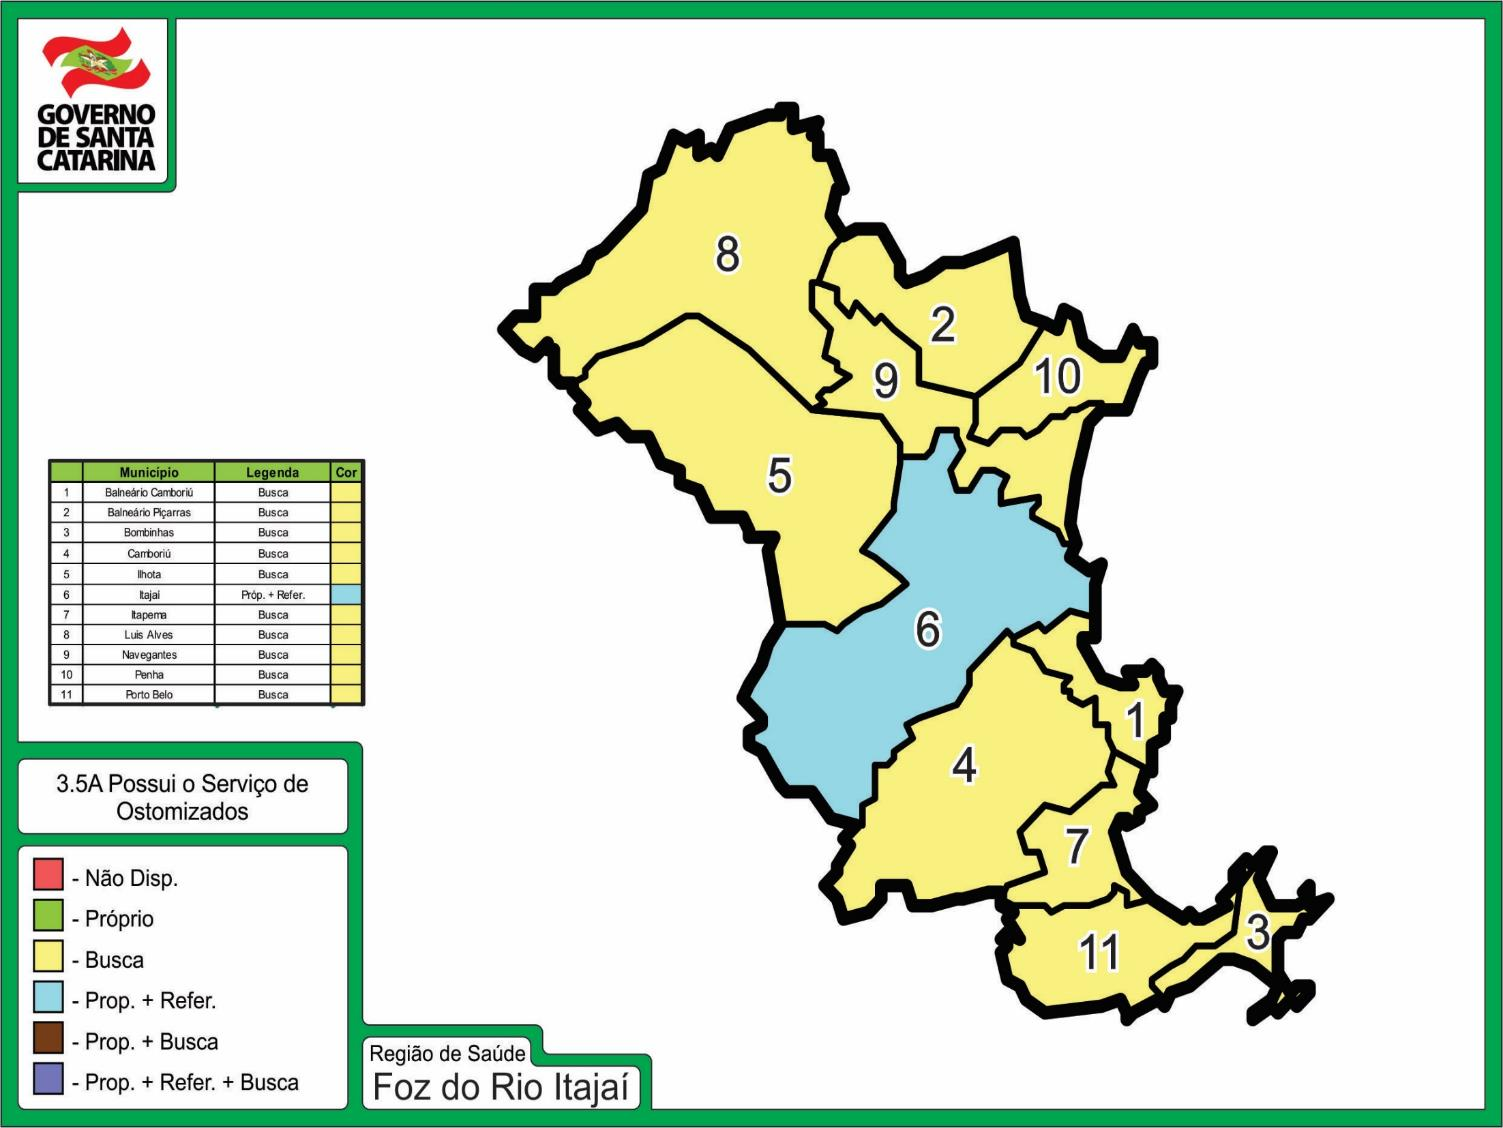 GOVERNO
DE SANTA
CATARINA
Município Legenda Cor
1 Balneário Camboriú Busca
2 Balneário Piçarras Busca
3 Bombinhas Busca
4 Camboriú Busca
5 Ilhota Busca
6 Itajaí Próp. + Refer.
7 Itapema Busca
8 Luis Alves Busca
9 Navegantes Busca
10 Penha Busca
11 Porto Belo Busca
8
2
10
9
5
6
1
4
7
3
11
3.5A Possui o Serviço de
Ostomizados
- Não Disp.
- Próprio
- Busca
- Prop. + Refer.
- Prop. + Busca
- Prop. + Refer. + Busca
Região de Saúde
Foz do Rio Itajaí